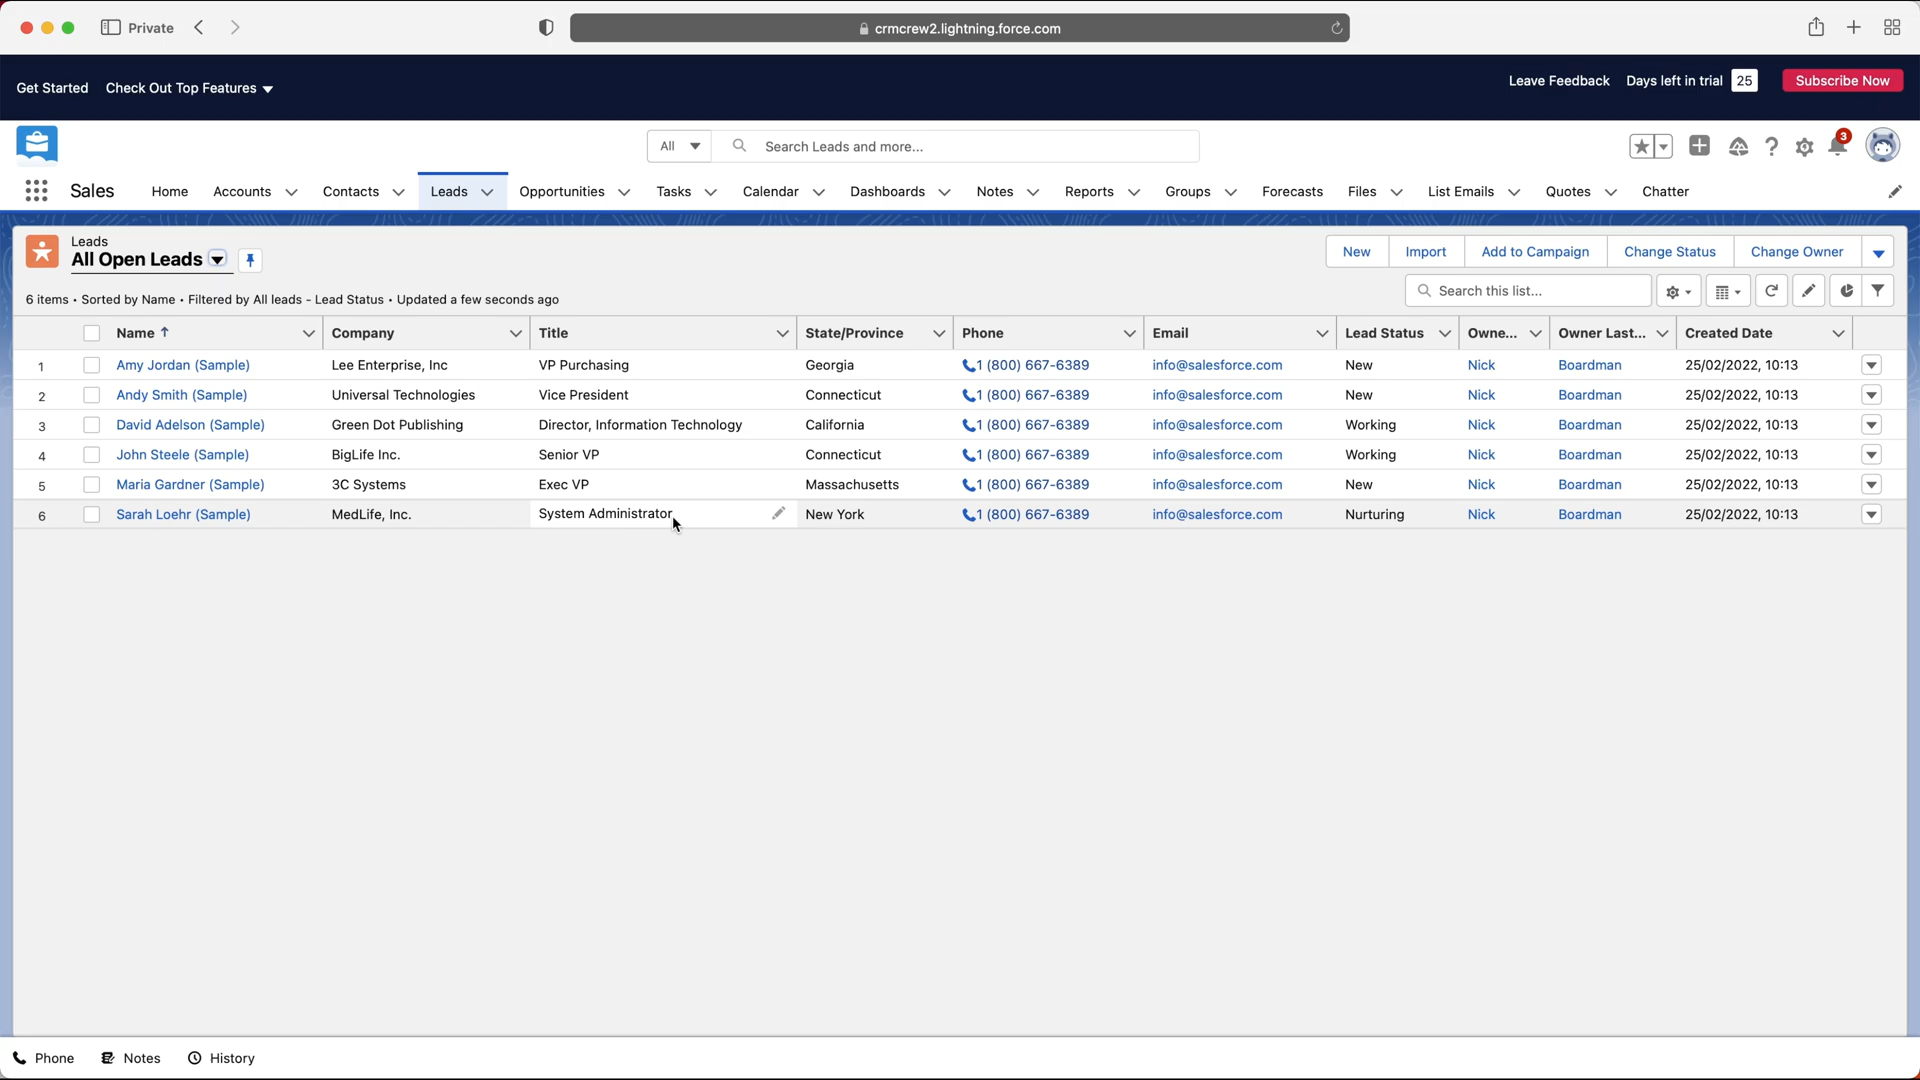 Private
crmcrew2.lightning.force.com
Get Started Check Out Top Features
Leave Feedback Days left in trial 25 Subscribe Now
All Search Leads and more...
3
Sales Home Accounts Contacts Leads Opportunities Tasks Calendar Dashboards Notes Reports Groups Forecasts Files List Emails Quotes Chatter
Leads
All Open Leads
New Import Add to Campaign Change Status Change Owner
6 items • Sorted by Name • Filtered by All leads - Lead Status • Updated a few seconds ago
Search this list...
Name Company Title State/Province Phone Email Lead Status Owne... Owner Last... Created Date
1 Amy Jordan (Sample) Lee Enterprise, Inc VP Purchasing Georgia 1 (800) 667-6389 info@salesforce.com New Nick Boardman 25/02/2022, 10:13
2 Andy Smith (Sample) Universal Technologies Vice President Connecticut 1 (800) 667-6389 info@salesforce.com New Nick Boardman 25/02/2022, 10:13
3 David Adelson (Sample) Green Dot Publishing Director, Information Technology California 1 (800) 667-6389 info@salesforce.com Working Nick Boardman 25/02/2022, 10:13
4 John Steele (Sample) BigLife Inc. Senior VP Connecticut 1 (800) 667-6389 info@salesforce.com Working Nick Boardman 25/02/2022, 10:13
5 Maria Gardner (Sample) 3C Systems Exec VP Massachusetts 1 (800) 667-6389 info@salesforce.com New Nick Boardman 25/02/2022, 10:13
6 Sarah Loehr (Sample) MedLife, Inc. System Administrator New York 1 (800) 667-6389 info@salesforce.com Nurturing Nick Boardman 25/02/2022, 10:13
Phone Notes History